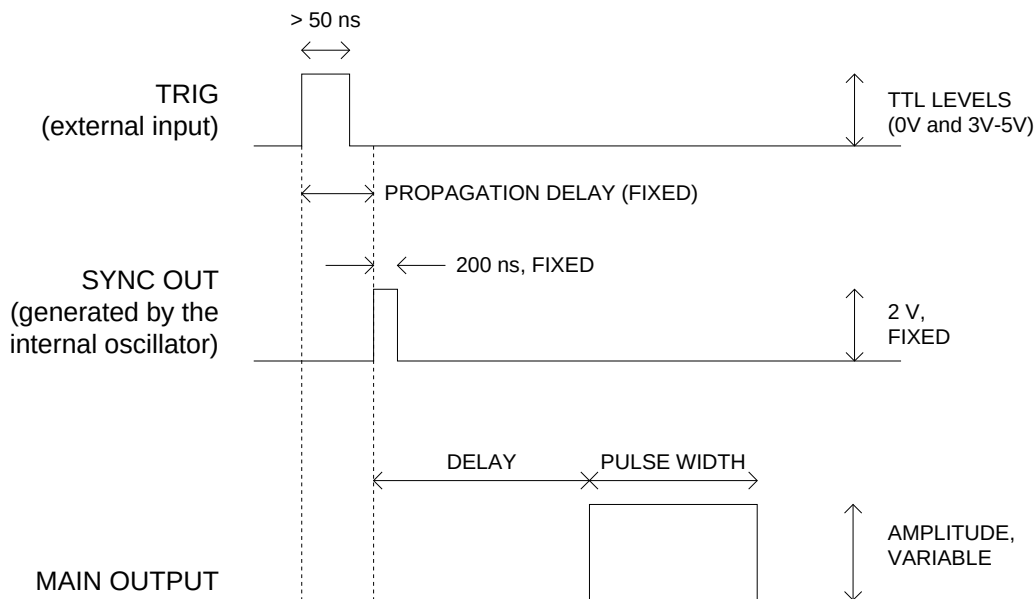 > 50 ns
TRIG
(external input)
TTL LEVELS
(0V and 3V-5V)
PROPAGATION DELAY (FIXED)
SYNC OUT
(generated by the
internal oscillator)
200 ns, FIXED
2 V,
FIXED
DELAY
PULSE WIDTH
AMPLITUDE,
VARIABLE
MAIN OUTPUT